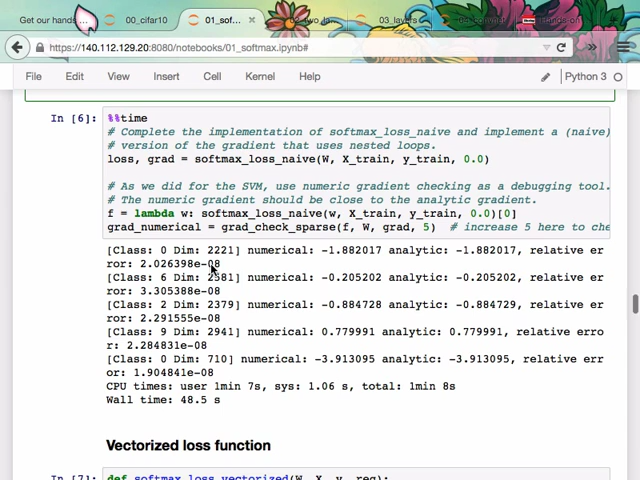 Get our hands
00_cifar10
01_sof...
02_two_la
03_layers
https://140.112.129.20:8080/notebooks/01_softmax.ipynb#
File Edit View Insert Cell Kernel Help
Python 3
In [6]:
%%time
# Complete the implementation of softmax_loss_naive and implement a (naive)
# version of the gradient that uses nested loops.
loss, grad = softmax_loss_naive(W, X_train, y_train, 0.0)
# As we did for the SVM, use numeric gradient checking as a debugging tool.
# The numeric gradient should be close to the analytic gradient.
f = lambda w: softmax_loss_naive(w, X_train, y_train, 0.0)[0]
grad_numerical = grad_check_sparse(f, W, grad, 5)  # increase 5 here to che
[Class: 0 Dim: 2221] numerical: -1.882017 analytic: -1.882017, relative er
ror: 2.026398e-08
[Class: 6 Dim: 2581] numerical: -0.205202 analytic: -0.205202, relative er
ror: 3.305388e-08
[Class: 2 Dim: 2379] numerical: -0.884728 analytic: -0.884729, relative er
ror: 2.291555e-08
[Class: 9 Dim: 2941] numerical: 0.779991 analytic: 0.779991, relative erro
r: 2.284831e-08
[Class: 0 Dim: 710] numerical: -3.913095 analytic: -3.913095, relative err
or: 1.904841e-08
CPU times: user 1min 7s, sys: 1.06 s, total: 1min 8s
Wall time: 48.5 s
Vectorized loss function
In [7]:
def softmax_loss_vectorized(W, X, y, reg):